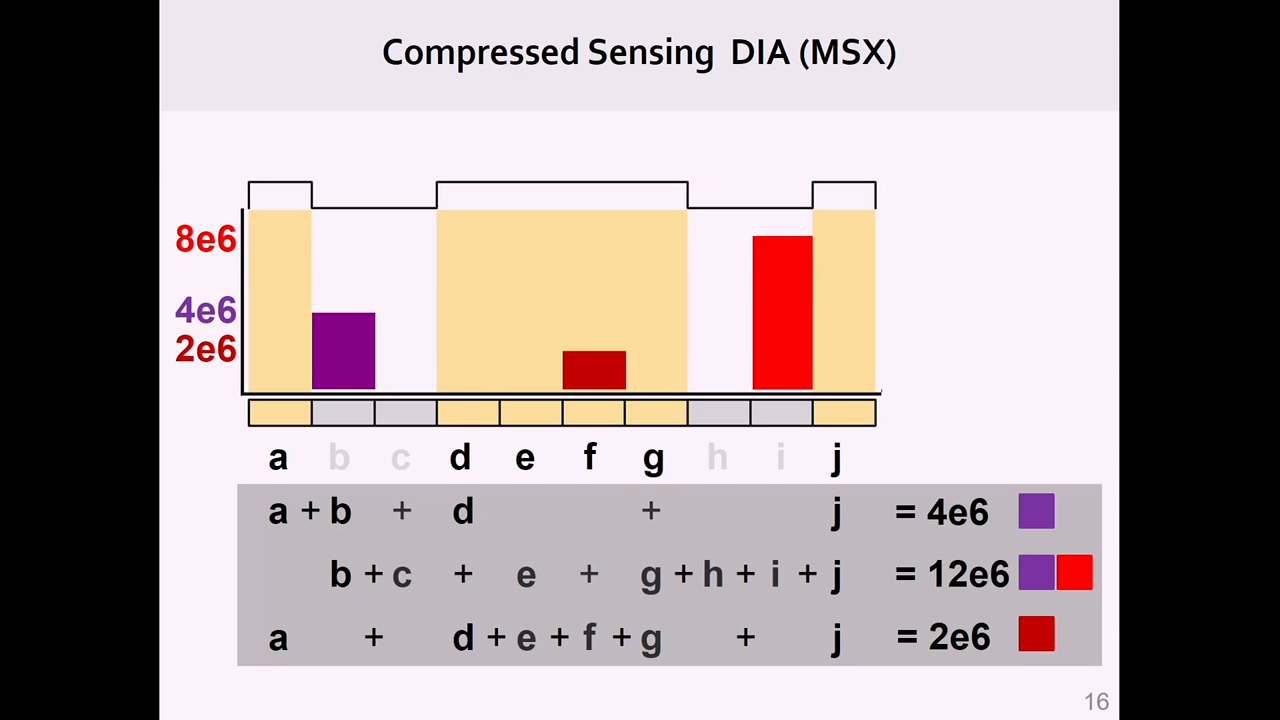 Compressed Sensing DIA (MSX)
8e6
4e6
2e6
a b c d e f g h i j
a + b + d + j = 4e6
b + c + e + g + h + i + j = 12e6
a + d + e + f + g + j = 2e6
16